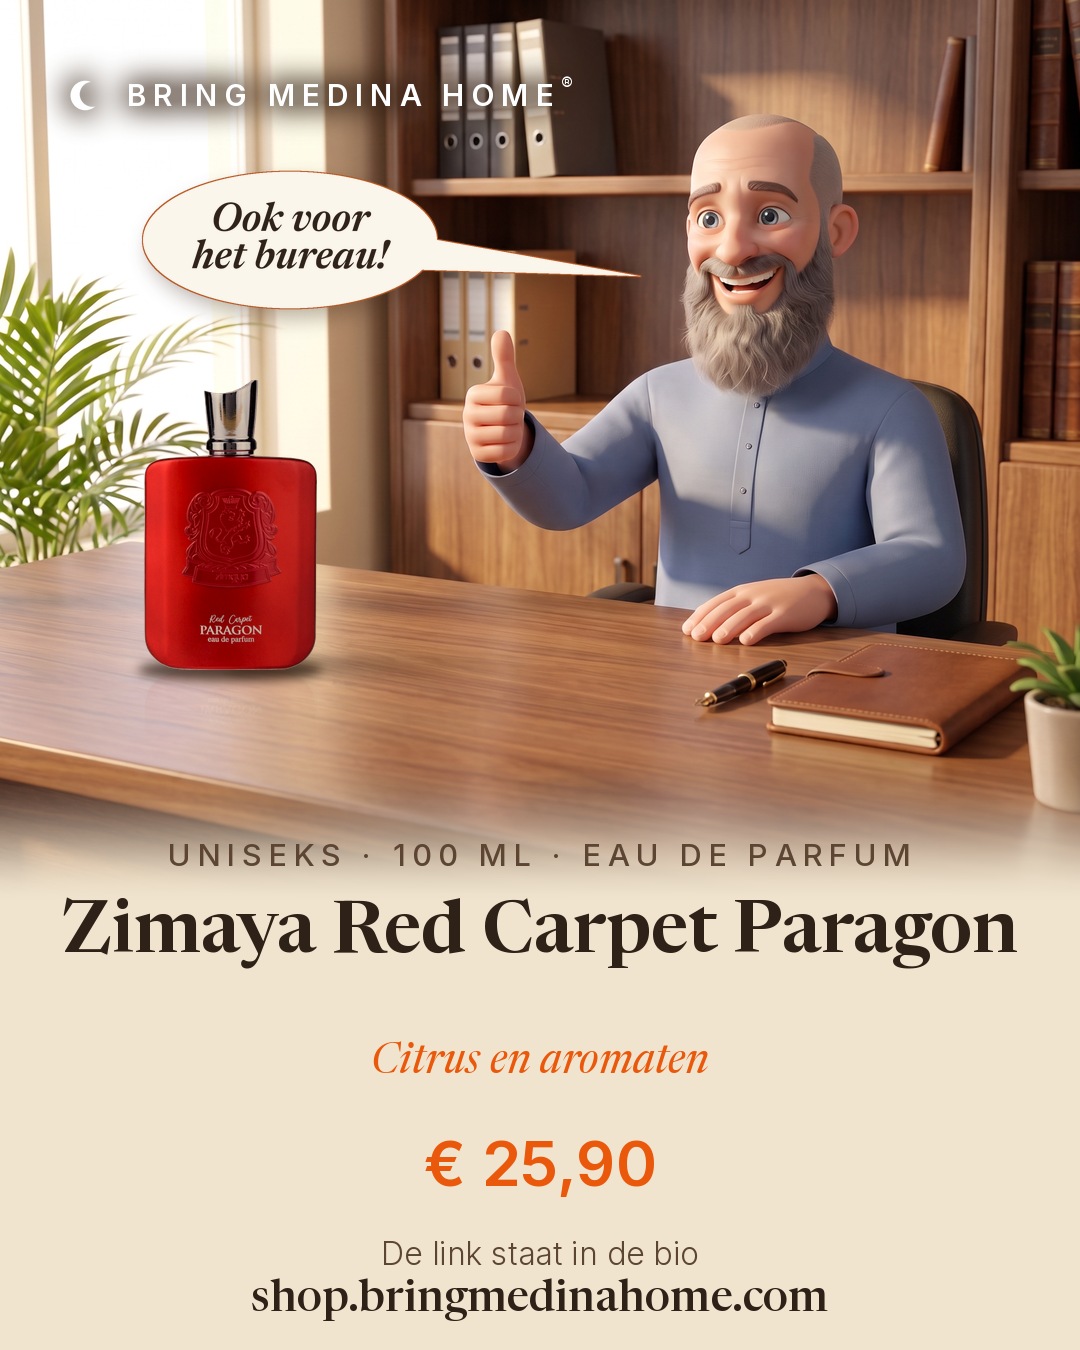 BRING MEDINA HOME®
Ook voor
het bureau!
Red Carpet
PARAGON
eau de parfum
UNISEKS · 100 ML · EAU DE PARFUM
Zimaya Red Carpet Paragon
Citrus en aromaten
€ 25,90
De link staat in de bio
shop.bringmedinahome.com